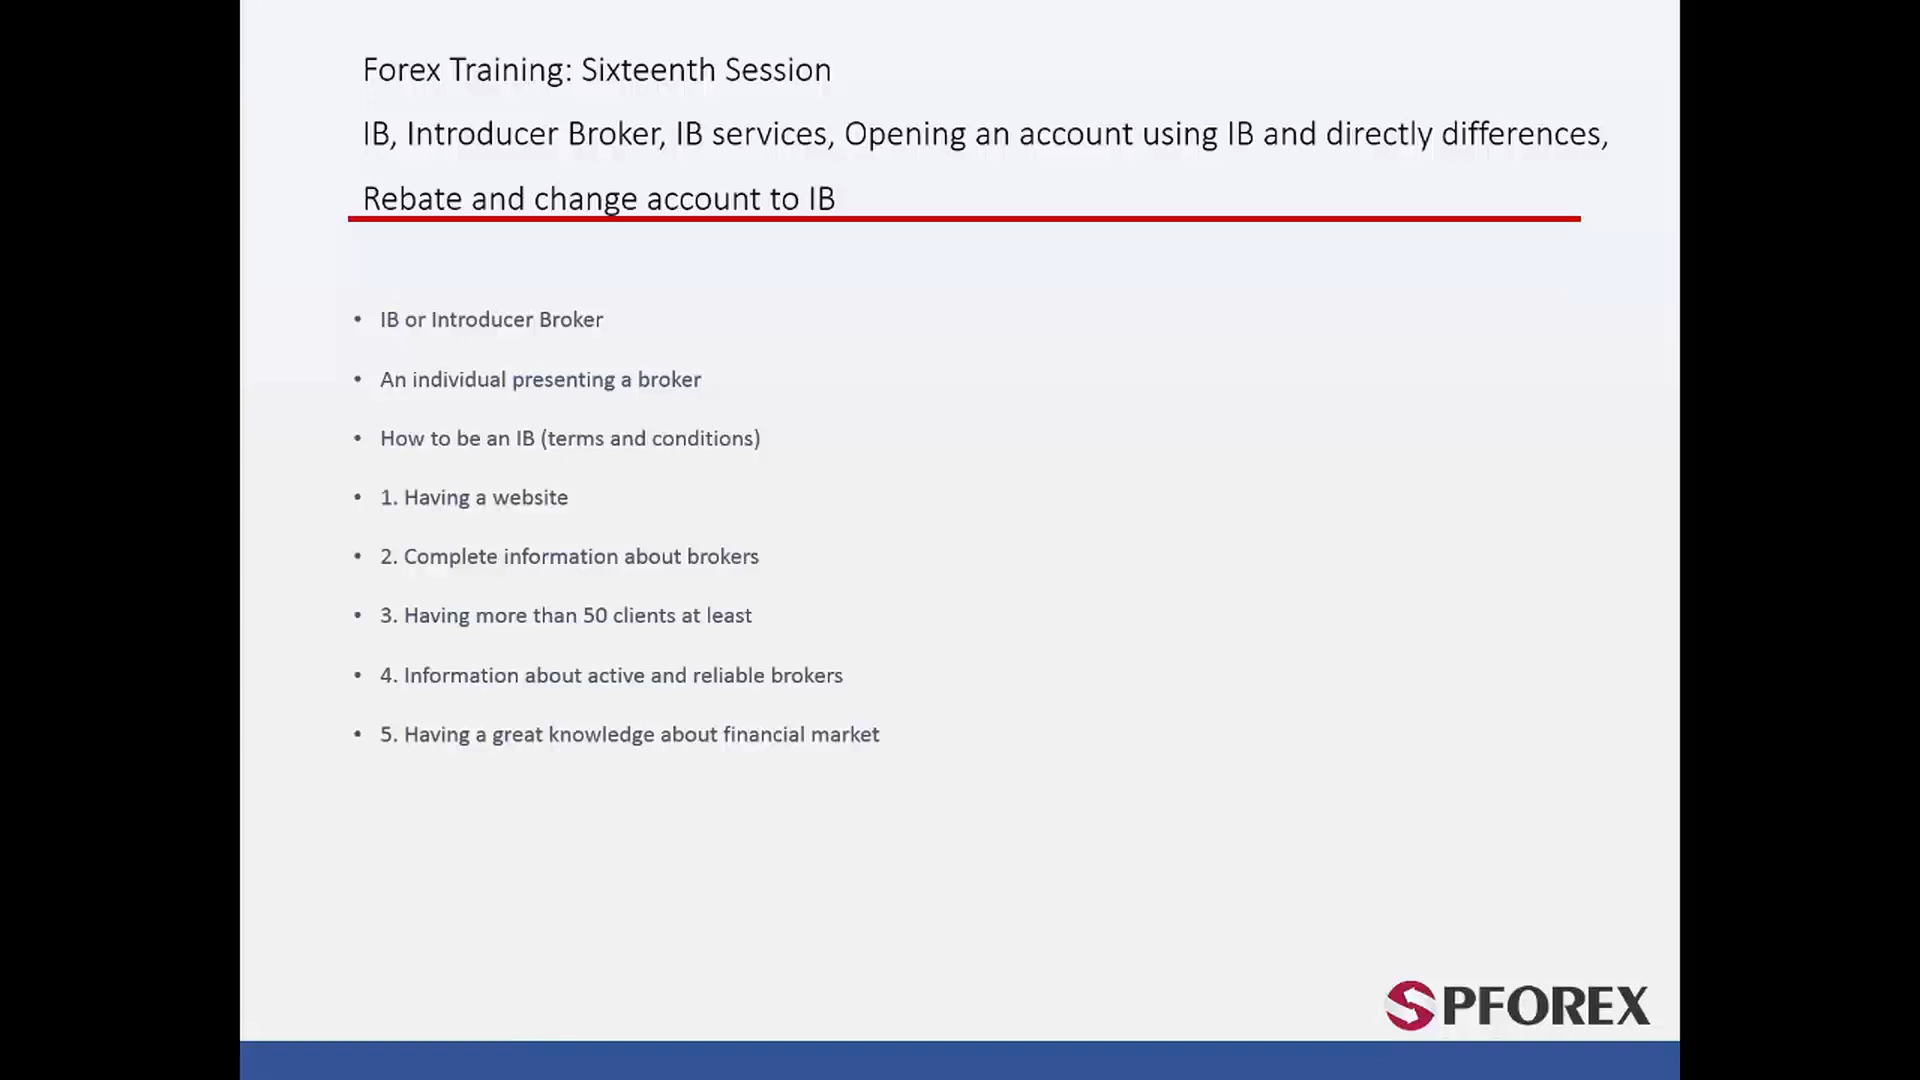 Forex Training: Sixteenth Session
IB, Introducer Broker, IB services, Opening an account using IB and directly differences,
Rebate and change account to IB
• IB or Introducer Broker
• An individual presenting a broker
• How to be an IB (terms and conditions)
• 1. Having a website
• 2. Complete information about brokers
• 3. Having more than 50 clients at least
• 4. Information about active and reliable brokers
• 5. Having a great knowledge about financial market
SPFOREX